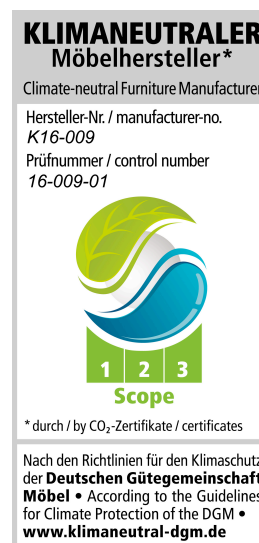 KLIMANEUTRALER
Möbelhersteller*
Climate-neutral Furniture Manufacturer
Hersteller-Nr. / manufacturer-no.
K16-009
Prüfnummer / control number
16-009-01
1 2 3
Scope
* durch / by CO₂-Zertifikate / certificates
Nach den Richtlinien für den Klimaschutz
der Deutschen Gütegemeinschaft
Möbel • According to the Guidelines
for Climate Protection of the DGM •
www.klimaneutral-dgm.de